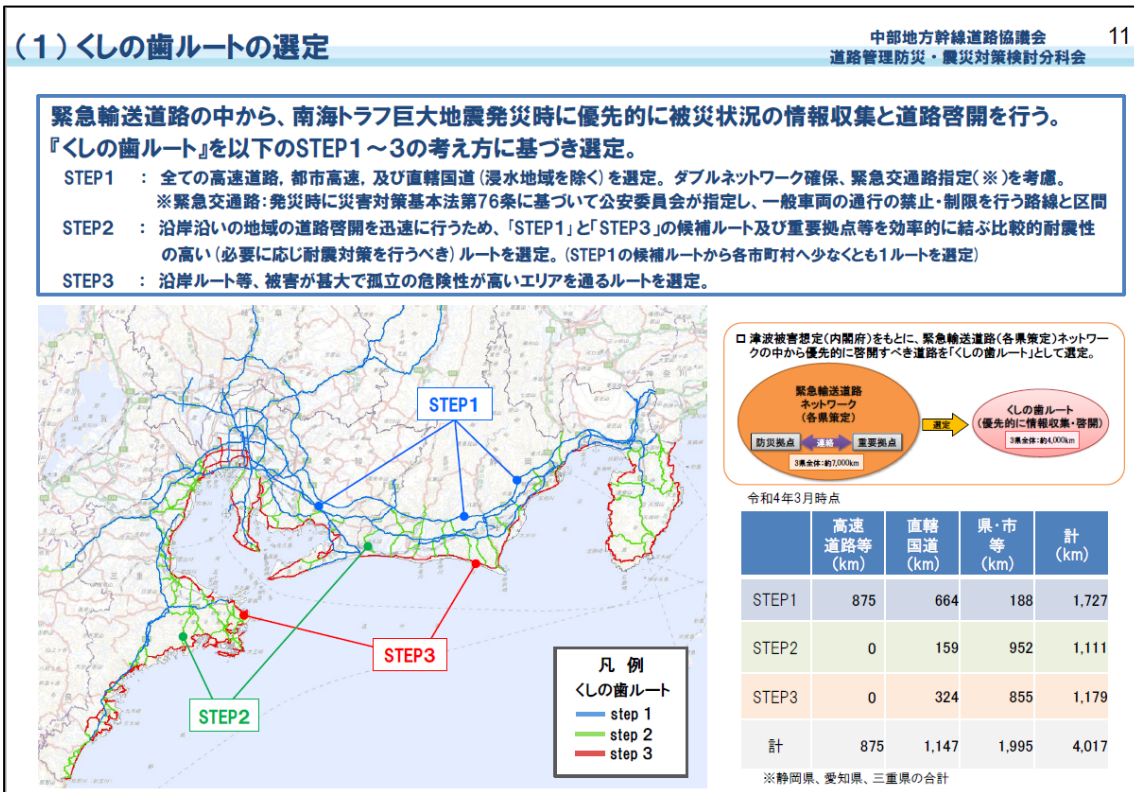 (1)くしの歯ルートの選定
中部地方幹線道路協議会
道路管理防災・震災対策検討分科会
11
緊急輸送道路の中から、南海トラフ巨大地震発災時に優先的に被災状況の情報収集と道路啓開を行う。
『くしの歯ルート』を以下のSTEP1～3の考え方に基づき選定。
STEP1 : 全ての高速道路, 都市高速, 及び直轄国道(浸水地域を除く)を選定。ダブルネットワーク確保、緊急交通路指定(※)を考慮。
※緊急交通路:発災時に災害対策基本法第76条に基づいて公安委員会が指定し、一般車両の通行の禁止・制限を行う路線と区間
STEP2 : 沿岸沿いの地域の道路啓開を迅速に行うため、「STEP1」と「STEP3」の候補ルート及び重要拠点等を効率的に結ぶ比較的耐震性
の高い(必要に応じ耐震対策を行うべき)ルートを選定。(STEP1の候補ルートから各市町村へ少なくとも1ルートを選定)
STEP3 : 沿岸ルート等、被害が甚大で孤立の危険性が高いエリアを通るルートを選定。
STEP1
STEP3
STEP2
凡 例
くしの歯ルート
step 1
step 2
step 3
□ 津波被害想定(内閣府)をもとに、緊急輸送道路(各県策定)ネットワー
クの中から優先的に啓開すべき道路を「くしの歯ルート」として選定。
緊急輸送道路
ネットワーク
(各県策定)
防災拠点 連絡 重要拠点
3県全体:約7,000km
選定
くしの歯ルート
(優先的に情報収集・啓開)
3県全体:約4,000km
令和4年3月時点
高速道路等(km) 直轄国道(km) 県・市等(km) 計(km)
STEP1 875 664 188 1,727
STEP2 0 159 952 1,111
STEP3 0 324 855 1,179
計 875 1,147 1,995 4,017
※静岡県、愛知県、三重県の合計